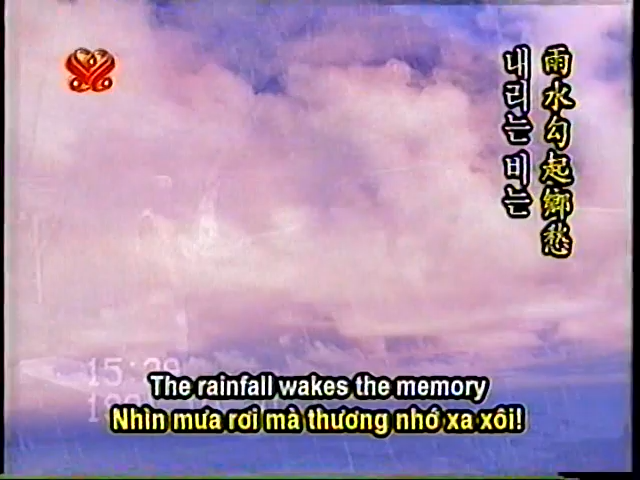 雨水勾起鄉愁
내리는 비는
15:29
The rainfall wakes the memory
Nhìn mưa rơi mà thương nhớ xa xôi!